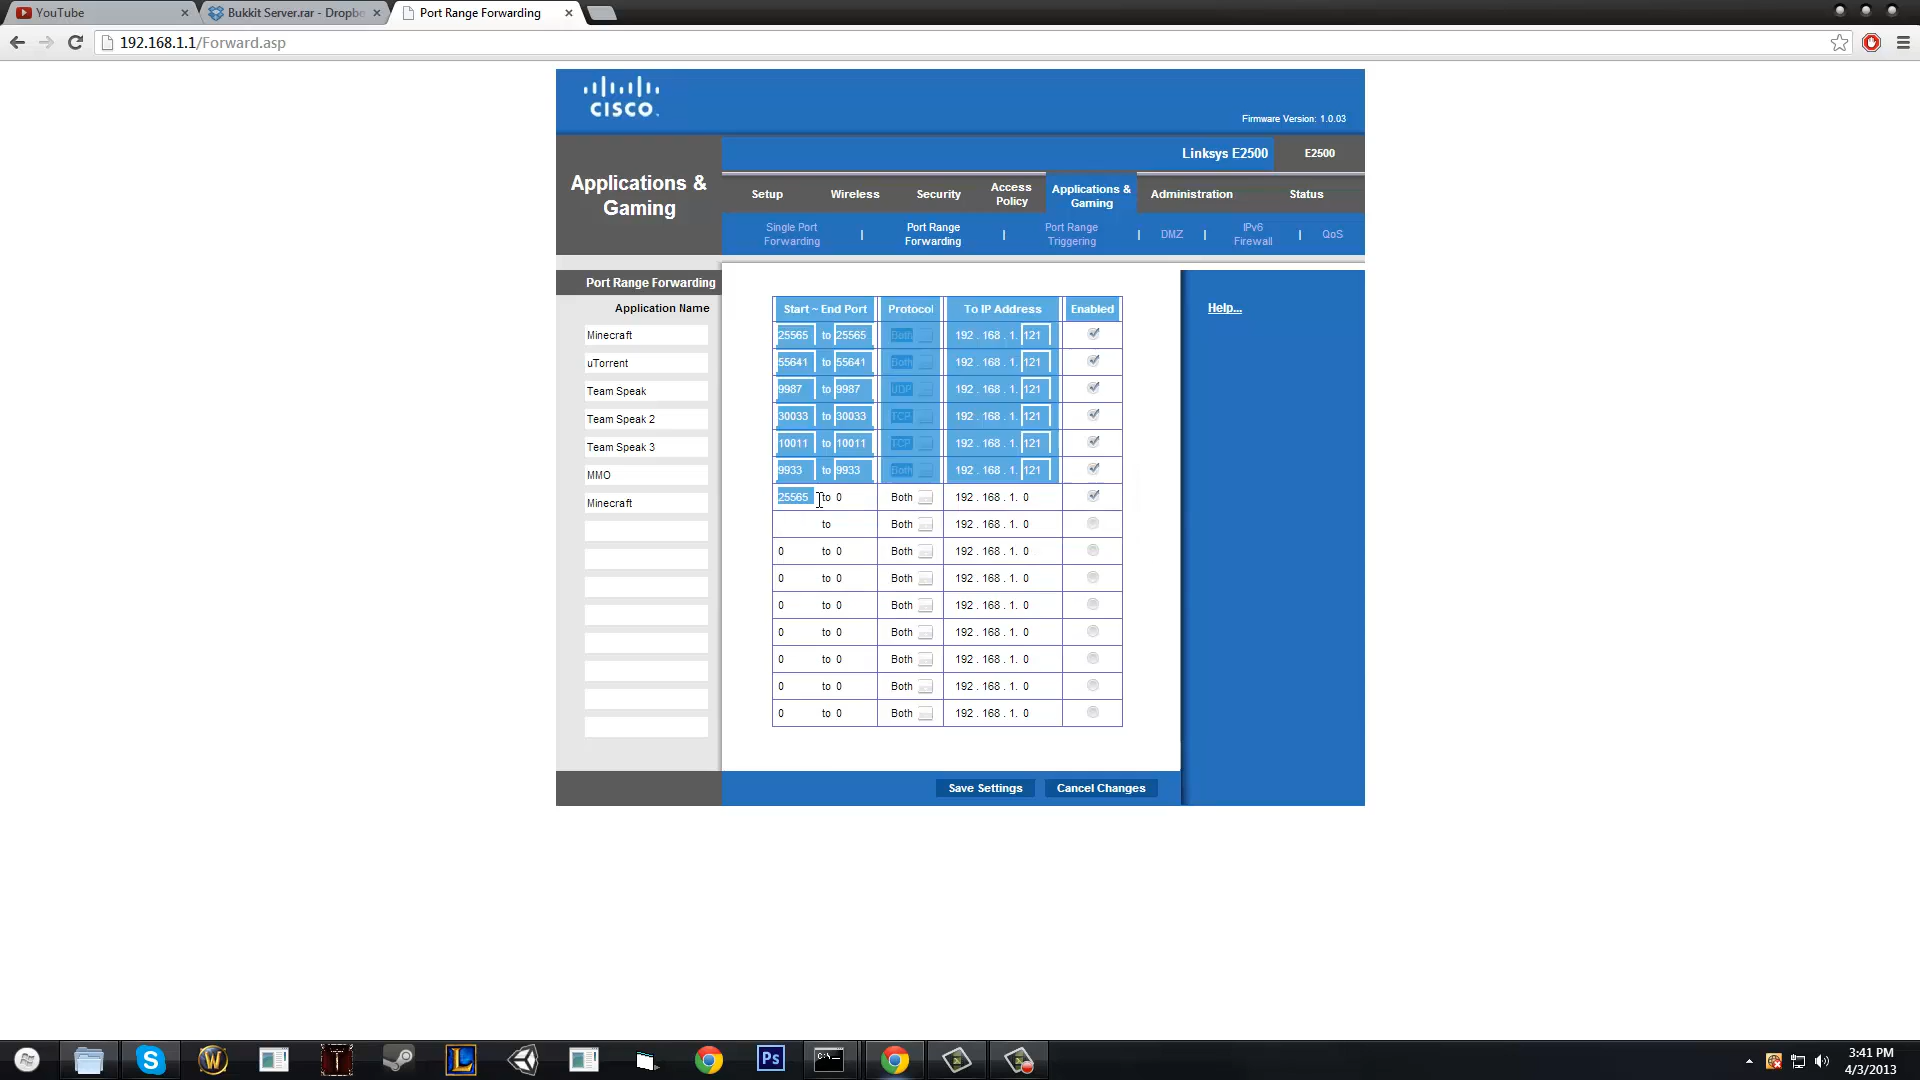 YouTube
Bukkit Server.rar - Dropbo
Port Range Forwarding
192.168.1.1/Forward.asp
CISCO
Firmware Version: 1.0.03
Linksys E2500
E2500
Applications & Gaming
Setup
Wireless
Security
Access Policy
Applications & Gaming
Administration
Status
Single Port Forwarding
|
Port Range Forwarding
|
Port Range Triggering
|
DMZ
|
IPv6 Firewall
|
QoS
Port Range Forwarding
Application Name
Start ~ End Port Protocol To IP Address Enabled
Minecraft 25565 to 25565 Both 192 . 168 . 1. 121
uTorrent 55641 to 55641 Both 192 . 168 . 1. 121
Team Speak 9987 to 9987 UDP 192 . 168 . 1. 121
Team Speak 2 30033 to 30033 TCP 192 . 168 . 1. 121
Team Speak 3 10011 to 10011 TCP 192 . 168 . 1. 121
MMO 9933 to 9933 Both 192 . 168 . 1. 121
Minecraft 25565 to 0 Both 192 . 168 . 1. 0
to Both 192 . 168 . 1. 0
0 to 0 Both 192 . 168 . 1. 0
0 to 0 Both 192 . 168 . 1. 0
0 to 0 Both 192 . 168 . 1. 0
0 to 0 Both 192 . 168 . 1. 0
0 to 0 Both 192 . 168 . 1. 0
0 to 0 Both 192 . 168 . 1. 0
0 to 0 Both 192 . 168 . 1. 0
Help...
Save Settings
Cancel Changes
S
W
T
L
Ps
C:\_
3:41 PM
4/3/2013